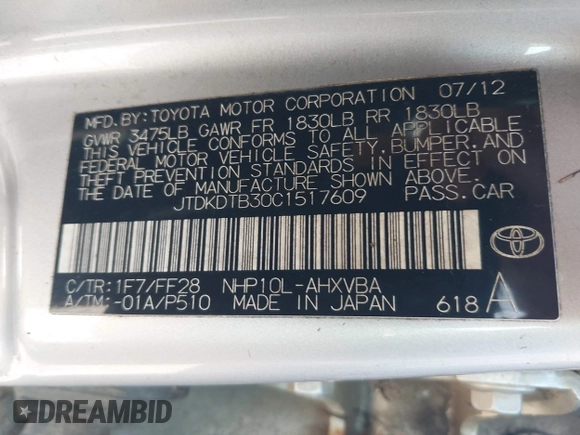 MFD. BY: TOYOTA MOTOR CORPORATION 07/12
GVWR 3475LB GAWR FR 1830LB RR 1830LB
THIS VEHICLE CONFORMS TO ALL APPLICABLE
FEDERAL MOTOR VEHICLE SAFETY, BUMPER, AND
THEFT PREVENTION STANDARDS IN EFFECT ON
THE DATE OF MANUFACTURE SHOWN ABOVE.
JTDKDTB30C1517609 PASS. CAR
TOYOTA
C/TR: 1F7/FF28 NHP10L-AHXVBA
A/TM: -01A/P510 MADE IN JAPAN 618 A
DREAMBID